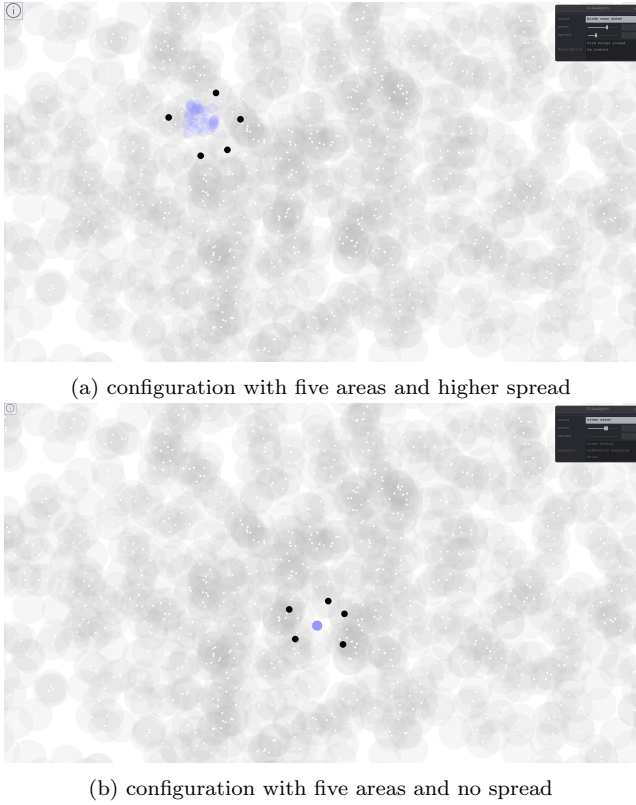 (a) configuration with five areas and higher spread
(b) configuration with five areas and no spread